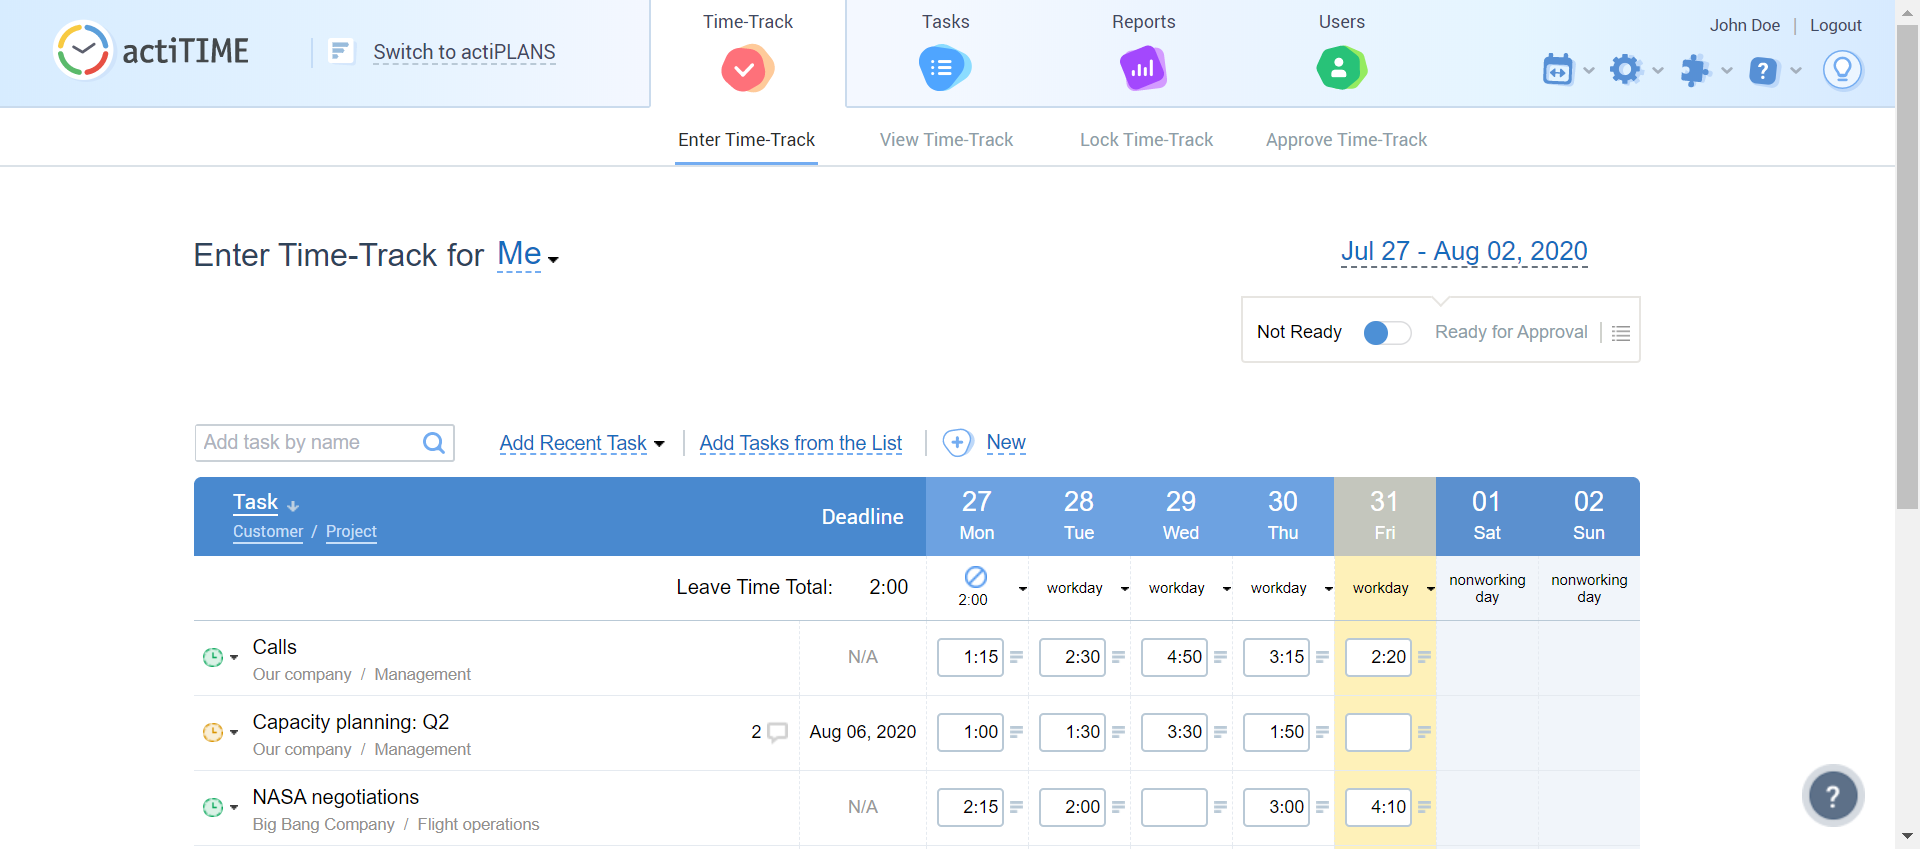 actiTIME
Switch to actiPLANS
Time-Track
Tasks
Reports
Users
John Doe | Logout
Enter Time-Track
View Time-Track
Lock Time-Track
Approve Time-Track
Enter Time-Track for Me
Jul 27 - Aug 02, 2020
Not Ready
Ready for Approval
Add task by name
Add Recent Task
Add Tasks from the List
New
Task
Customer / Project
Deadline
27 Mon
28 Tue
29 Wed
30 Thu
31 Fri
01 Sat
02 Sun
Leave Time Total: 2:00
2:00
workday
workday
workday
workday
nonworking day
nonworking day
Calls
Our company / Management
N/A
1:15
2:30
4:50
3:15
2:20
Capacity planning: Q2
Our company / Management
2
Aug 06, 2020
1:00
1:30
3:30
1:50
NASA negotiations
Big Bang Company / Flight operations
N/A
2:15
2:00
3:00
4:10
?
?